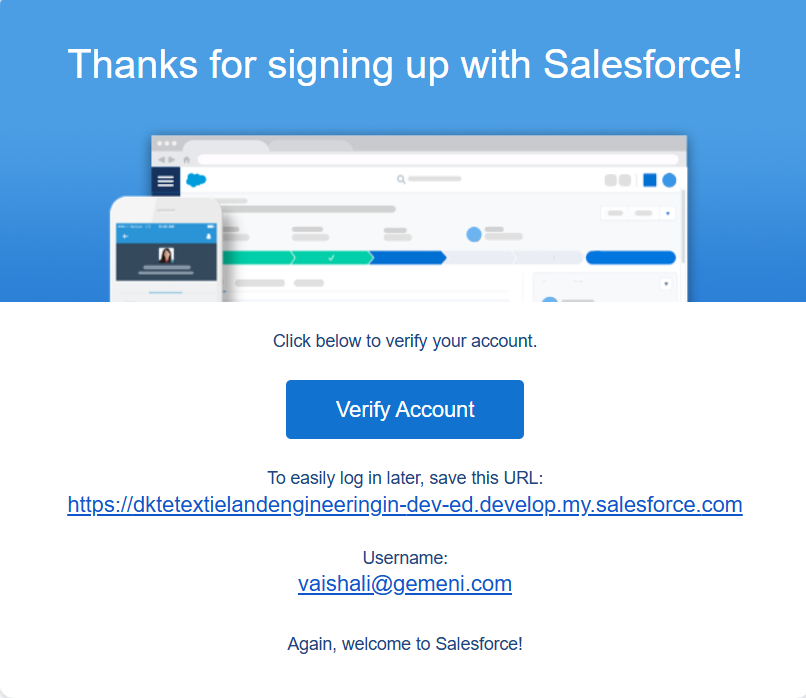 Thanks for signing up with Salesforce!
Click below to verify your account.
Verify Account
To easily log in later, save this URL:
https://dktetextielandengineeringin-dev-ed.develop.my.salesforce.com
Username:
vaishali@gemeni.com
Again, welcome to Salesforce!